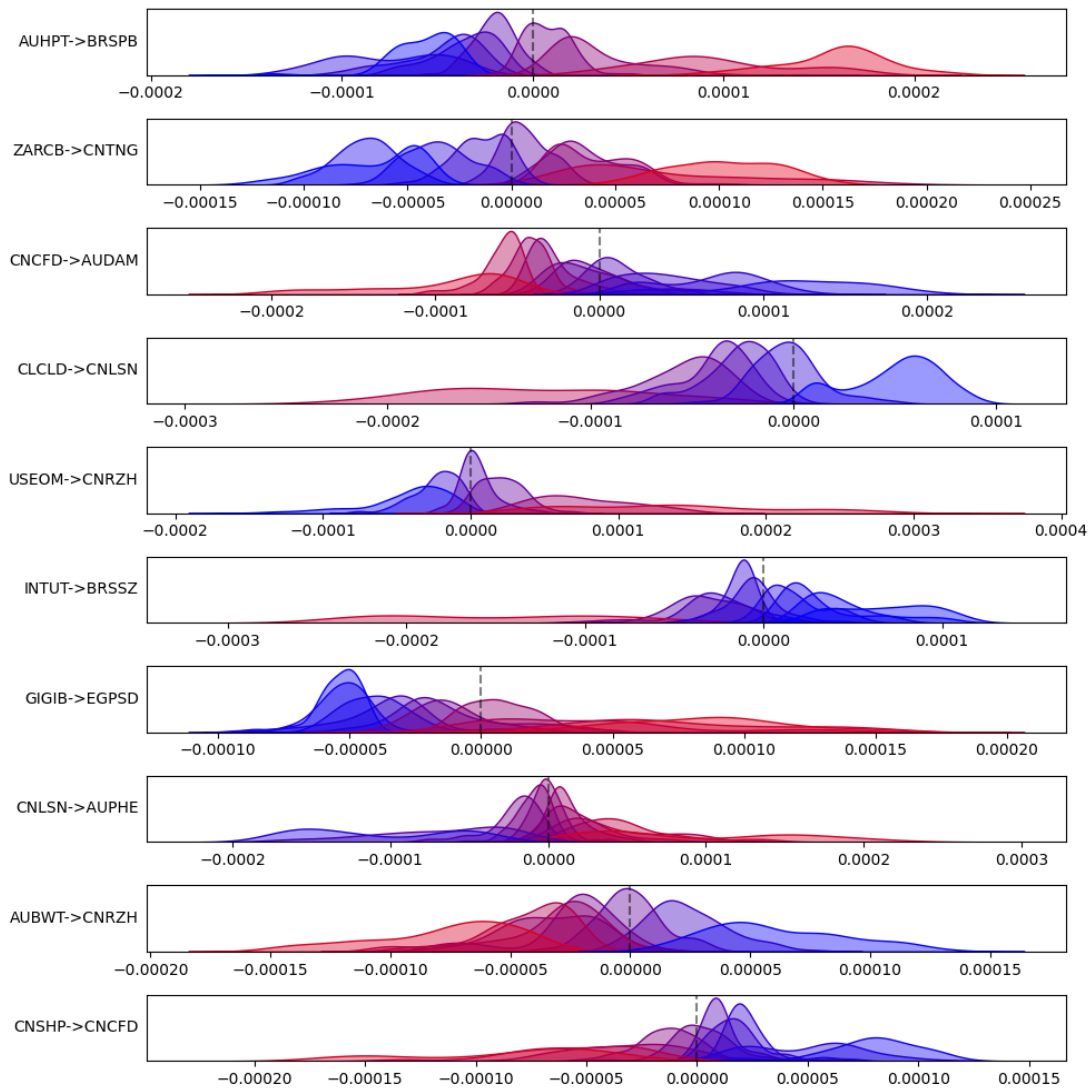 AUHPT->BRSPB
−0.0002 −0.0001 0.0000 0.0001 0.0002
ZARCB->CNTNG
−0.00015 −0.00010 −0.00005 0.00000 0.00005 0.00010 0.00015 0.00020 0.00025
CNCFD->AUDAM
−0.0002 −0.0001 0.0000 0.0001 0.0002
CLCLD->CNLSN
−0.0003 −0.0002 −0.0001 0.0000 0.0001
USEOM->CNRZH
−0.0002 −0.0001 0.0000 0.0001 0.0002 0.0003 0.0004
INTUT->BRSSZ
−0.0003 −0.0002 −0.0001 0.0000 0.0001
GIGIB->EGPSD
−0.00010 −0.00005 0.00000 0.00005 0.00010 0.00015 0.00020
CNLSN->AUPHE
−0.0002 −0.0001 0.0000 0.0001 0.0002 0.0003
AUBWT->CNRZH
−0.00020 −0.00015 −0.00010 −0.00005 0.00000 0.00005 0.00010 0.00015
CNSHP->CNCFD
−0.00020 −0.00015 −0.00010 −0.00005 0.00000 0.00005 0.00010 0.00015